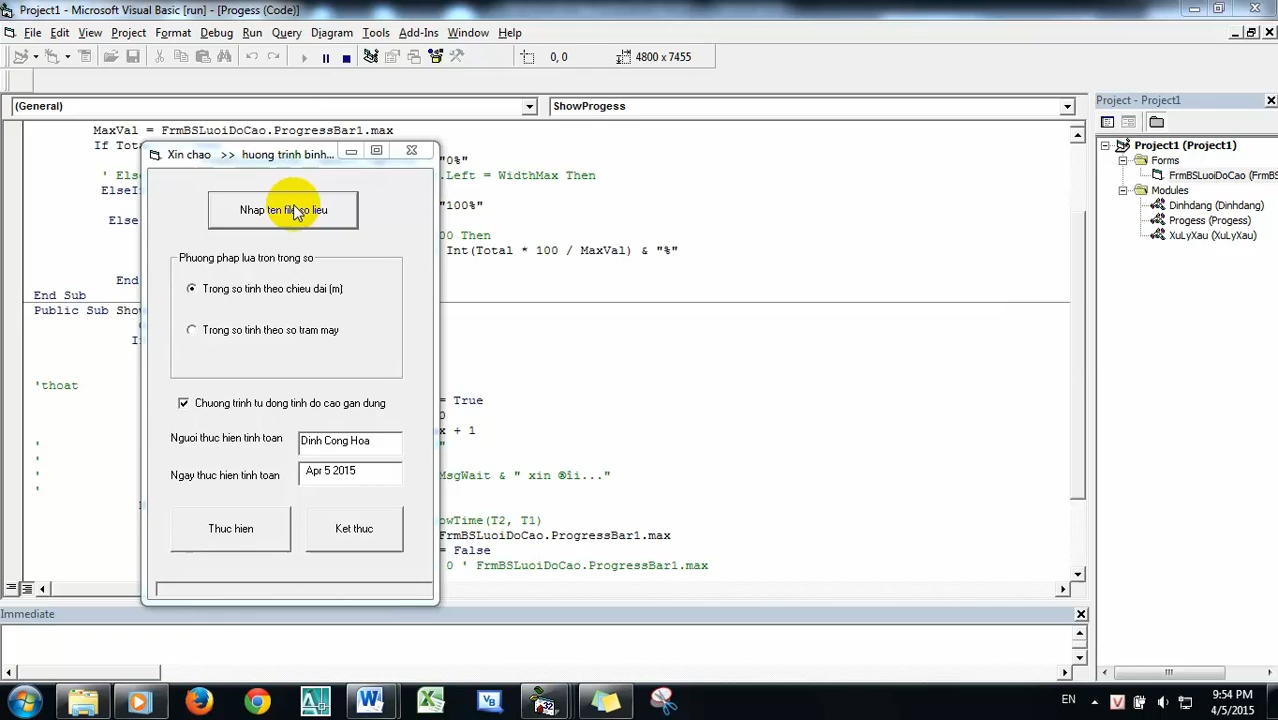 Project1 - Microsoft Visual Basic [run] - [Progess (Code)]
File Edit View Project Format Debug Run Query Diagram Tools Add-Ins Window Help
0, 0 4800 x 7455
(General) ShowProgess
Project - Project1
MaxVal = FrmBSLuoiDoCao.ProgressBar1.max
If Tota
"0%"
' Els .Left = WidthMax Then
ElseI
"100%"
Else 00 Then
Int(Total * 100 / MaxVal) & "%"
End
End Sub
Public Sub Sho
'thoat
= True
0
x + 1
"
MsgWait & " xin ®îi..."
owTime(T2, T1)
FrmBSLuoiDoCao.ProgressBar1.max
= False
0 ' FrmBSLuoiDoCao.ProgressBar1.max
Xin chao >> huong trinh binh...
Nhap ten file so lieu
Phuong phap lua tron trong so
Trong so tinh theo chieu dai (m)
Trong so tinh theo so tram may
Chuong trinh tu dong tinh do cao gan dung
Nguoi thuc hien tinh toan Dinh Cong Hoa
Ngay thuc hien tinh toan Apr 5 2015
Thuc hien Ket thuc
Project1 (Project1)
Forms
FrmBSLuoiDoCao (FrmBS
Modules
Dinhdang (Dinhdang)
Progess (Progess)
XuLyXau (XuLyXau)
Immediate
EN
9:54 PM
4/5/2015